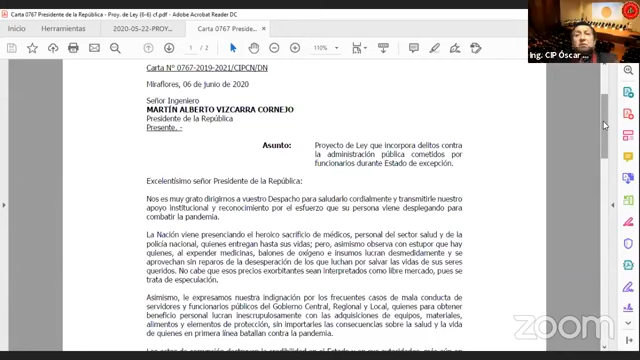 Carta 0767 Presidente de la República - Proy. de Ley (6-6) cf.pdf - Adobe Acrobat Reader DC
Inicio
Herramientas
2020-05-22-PROY...
Carta 0767 Presi...
1 / 2
110%
Ing. CIP Óscar
Carta N° 0767-2019-2021/CIPCN/DN
Miraflores, 06 de junio de 2020
Señor Ingeniero
MARTÍN ALBERTO VIZCARRA CORNEJO
Presidente de la República
Presente. -
Asunto: Proyecto de Ley que incorpora delitos contra
la administración pública cometidos por
funcionarios durante Estado de excepción.
Excelentísimo señor Presidente de la República:
Nos es muy grato dirigirnos a vuestro Despacho para saludarlo cordialmente y transmitirle nuestro
apoyo institucional y reconocimiento por el esfuerzo que su persona viene desplegando para
combatir la pandemia.
La Nación viene presenciando el heroico sacrificio de médicos, personal del sector salud y de la
policía nacional, quienes entregan hasta sus vidas; pero, asimismo observa con estupor que hay
quienes, al expender medicinas, balones de oxígeno e insumos lucran desmedidamente y se
aprovechan sin reparos de la desesperación de los que luchan por salvar las vidas de sus seres
queridos. No cabe que esos precios exorbitantes sean interpretados como libre mercado, pues se
trata de especulación.
Asimismo, le expresamos nuestra indignación por los frecuentes casos de mala conducta de
servidores y funcionarios públicos del Gobierno Central, Regional y Local, quienes para obtener
beneficio personal lucran inescrupulosamente con las adquisiciones de equipos, materiales,
alimentos y elementos de protección, sin importarles las consecuencias sobre la salud y la vida de
quienes en primera línea batallan contra la pandemia.
zoom